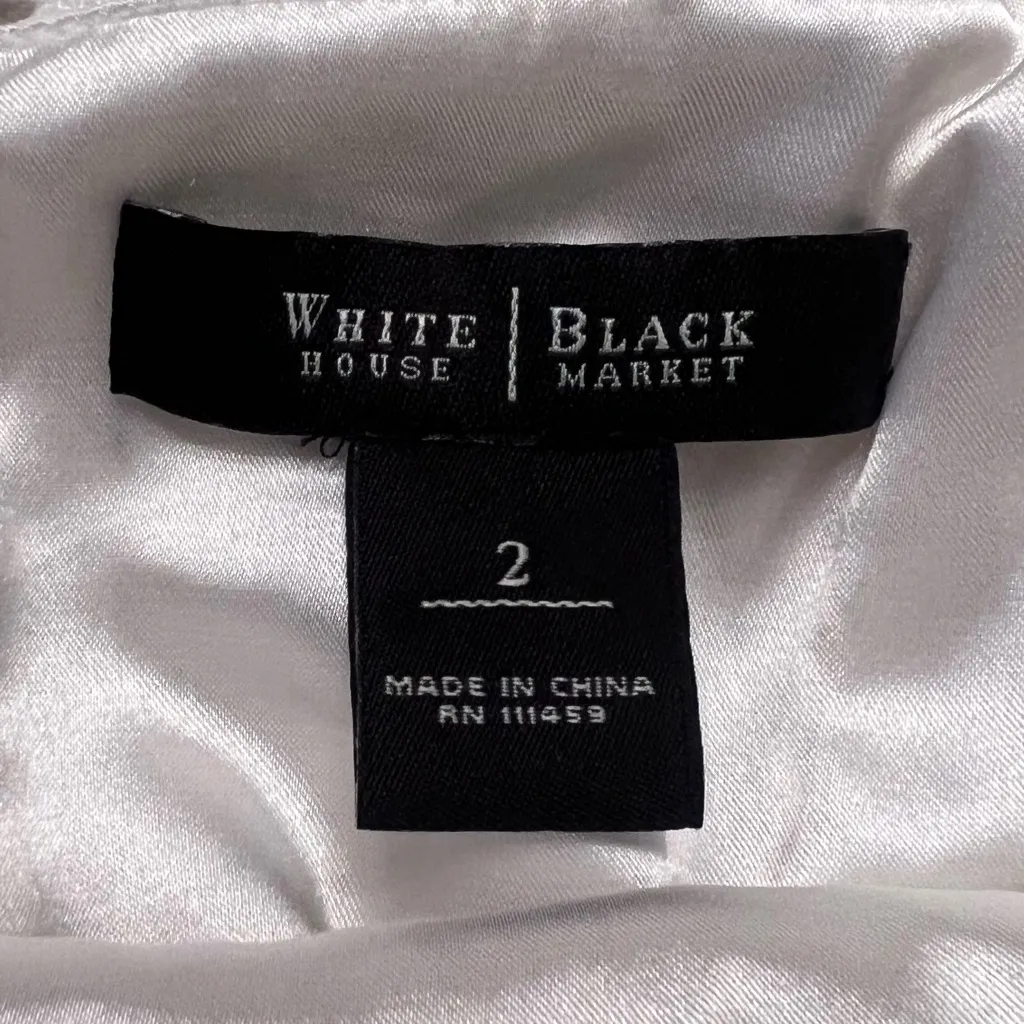 WHITE HOUSE | BLACK MARKET
2
MADE IN CHINA
RN 111459